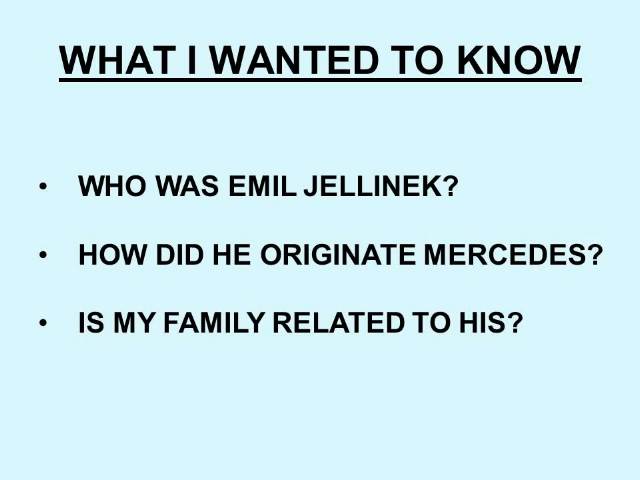 WHAT I WANTED TO KNOW
• WHO WAS EMIL JELLINEK?
• HOW DID HE ORIGINATE MERCEDES?
• IS MY FAMILY RELATED TO HIS?